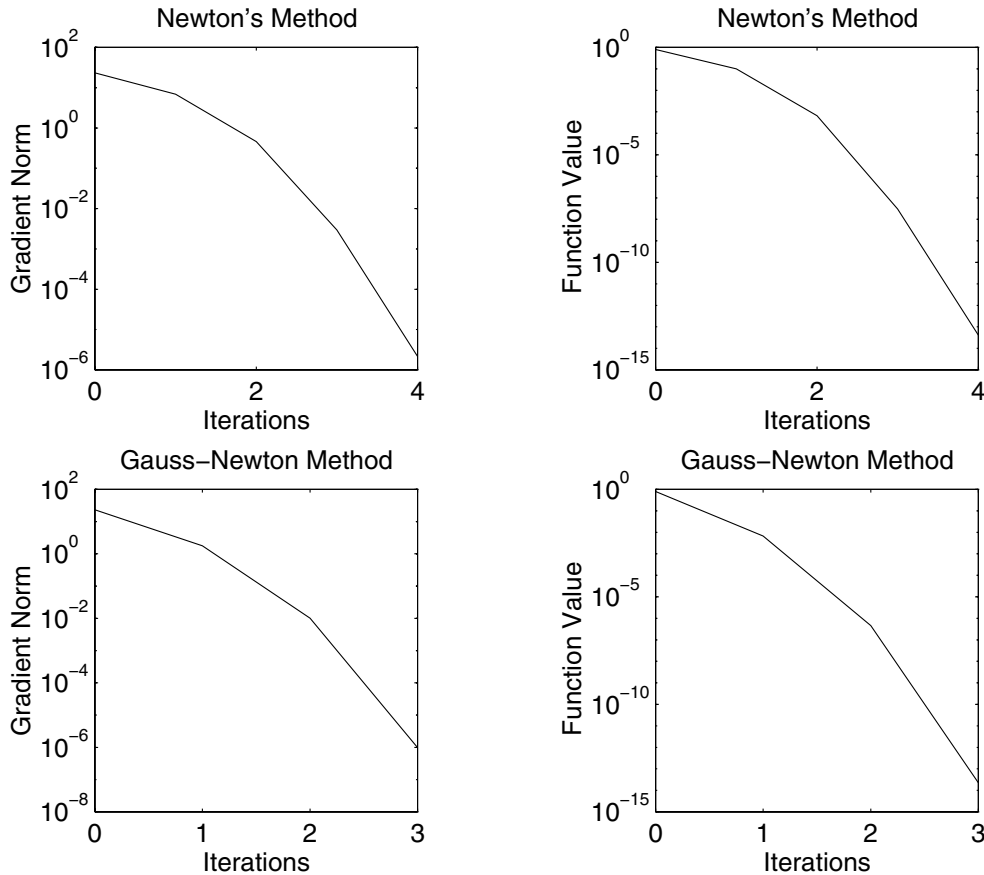 Newton's Method
Gradient Norm
10^2
10^0
10^−2
10^−4
10^−6
0 2 4
Iterations
Newton's Method
Function Value
10^0
10^−5
10^−10
10^−15
0 2 4
Iterations
Gauss−Newton Method
Gradient Norm
10^2
10^0
10^−2
10^−4
10^−6
10^−8
0 1 2 3
Iterations
Gauss−Newton Method
Function Value
10^0
10^−5
10^−10
10^−15
0 1 2 3
Iterations